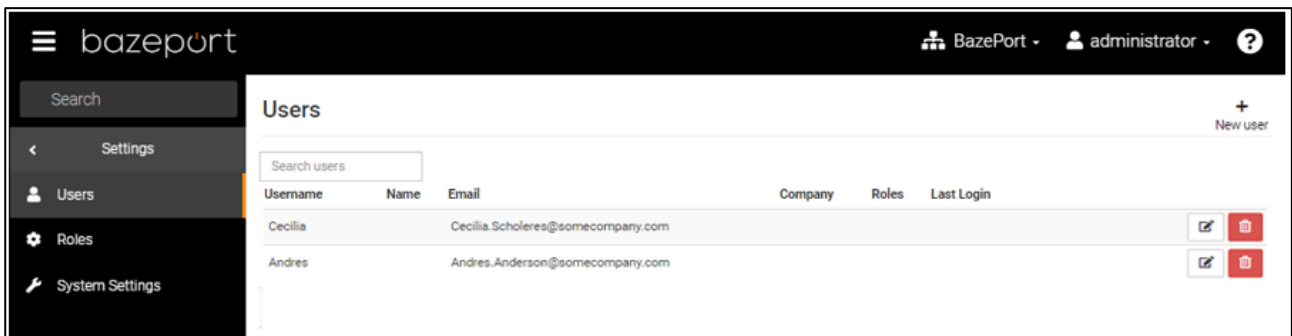 bazeport
BazePort
administrator
?
Search
Settings
Users
Roles
System Settings
Users
New user
Search users
Username Name Email Company Roles Last Login
Cecilia Cecilia.Scholeres@somecompany.com
Andres Andres.Anderson@somecompany.com